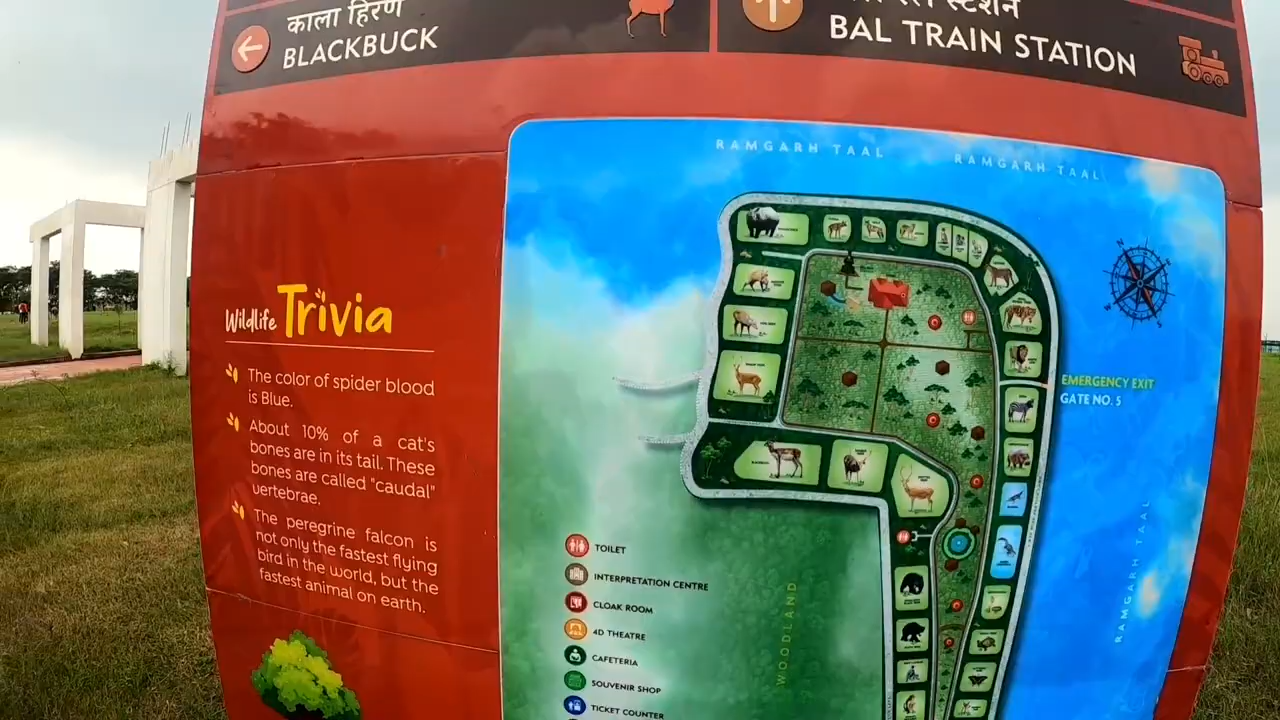 काला हिरण
BLACKBUCK
स्टेशन
BAL TRAIN STATION
RAMGARH TAAL
RAMGARH TAAL
Wildlife Trivia
The color of spider blood
is Blue.
About 10% of a cat's
bones are in its tail. These
bones are called "caudal"
vertebrae.
The peregrine falcon is
not only the fastest flying
bird in the world, but the
fastest animal on earth.
EMERGENCY EXIT
GATE NO. 5
RAMGARH TAAL
WOODLAND
TOILET
INTERPRETATION CENTRE
CLOAK ROOM
4D THEATRE
CAFETERIA
SOUVENIR SHOP
TICKET COUNTER